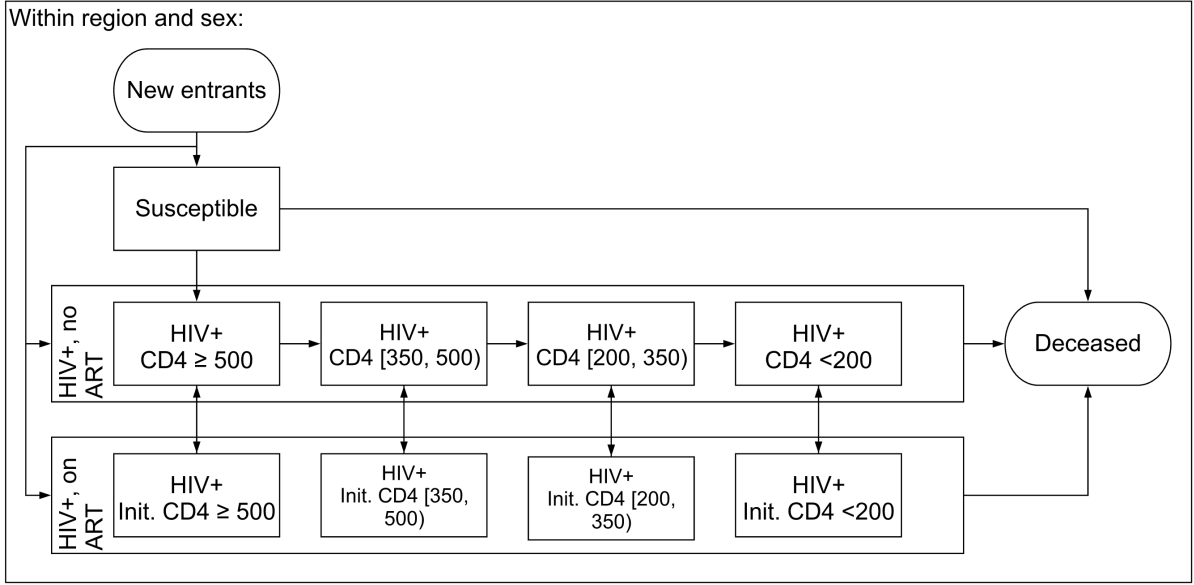 Within region and sex:
New entrants
Susceptible
HIV+, no
ART
HIV+
CD4 ≥ 500
HIV+
CD4 [350, 500)
HIV+
CD4 [200, 350)
HIV+
CD4 <200
Deceased
HIV+, on
ART
HIV+
Init. CD4 ≥ 500
HIV+
Init. CD4 [350,
500)
HIV+
Init. CD4 [200,
350)
HIV+
Init. CD4 <200